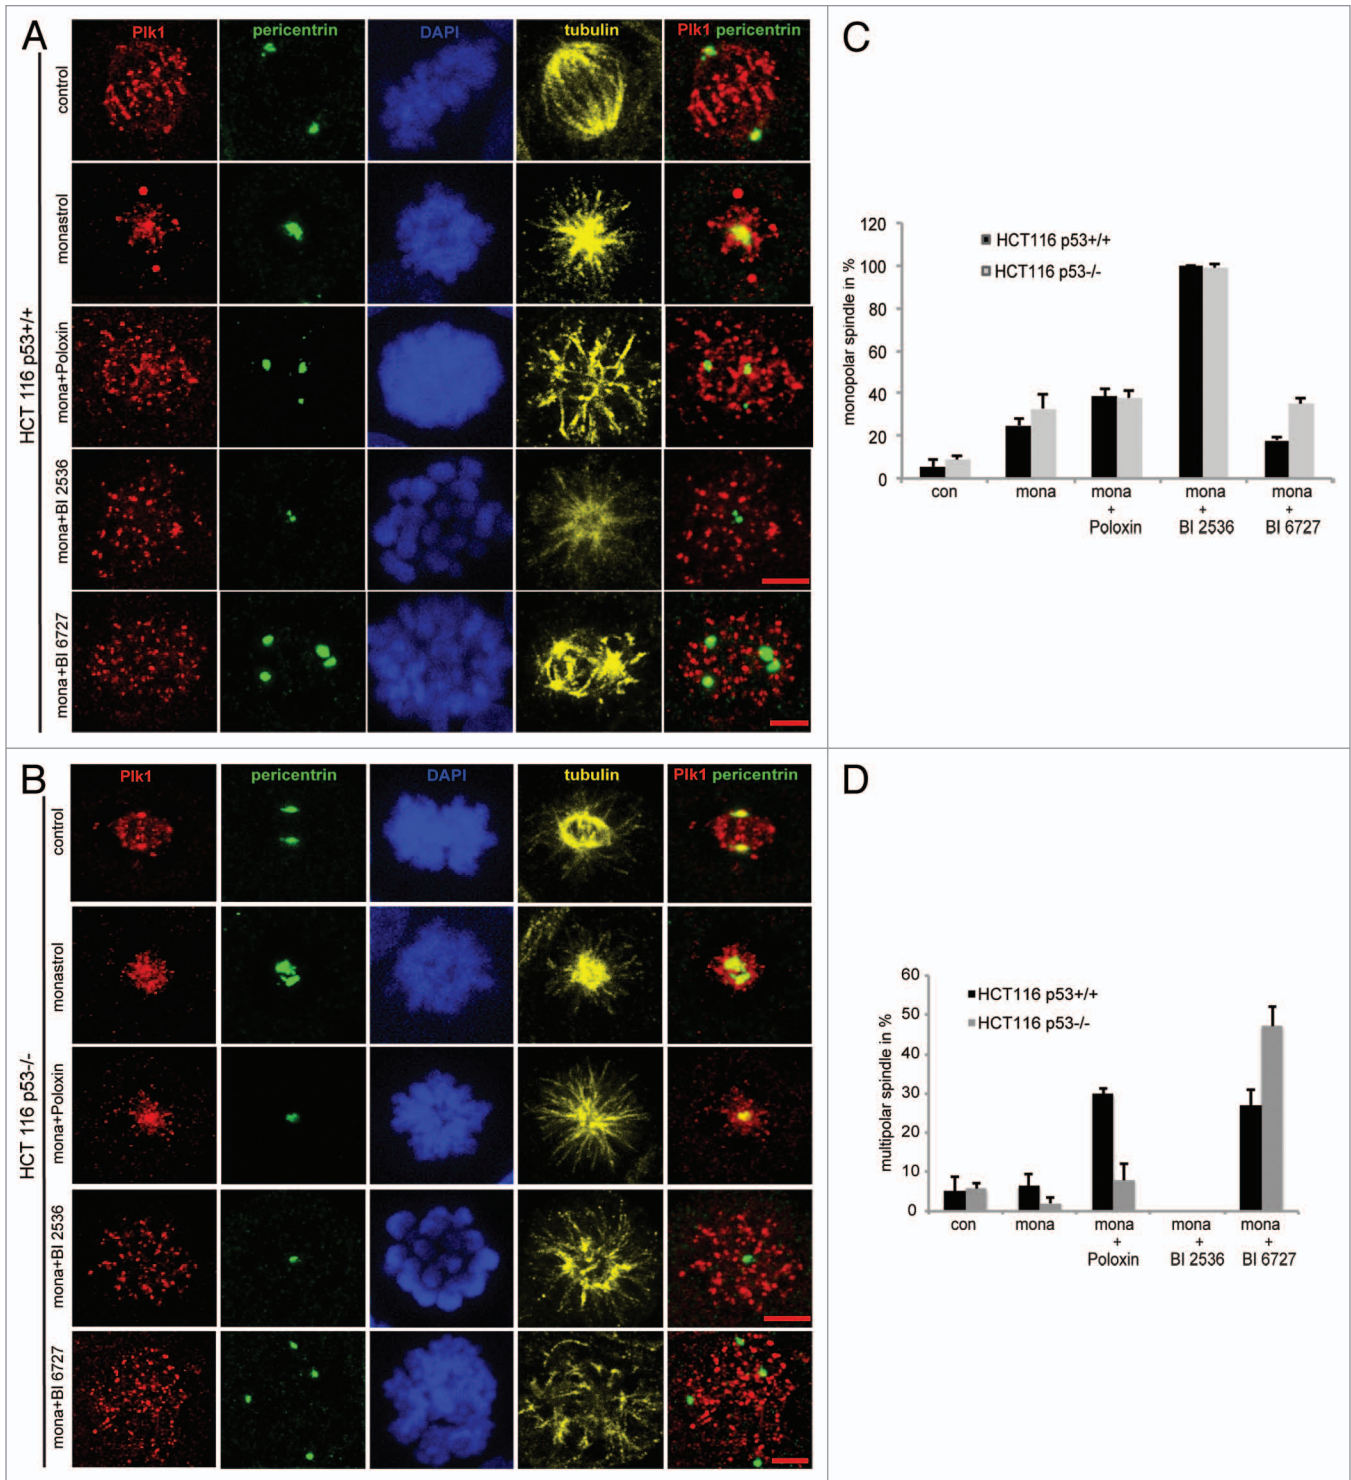 A
Plk1 pericentrin DAPI tubulin Plk1 pericentrin
HCT 116 p53+/+
control
monastrol
mona+Poloxin
mona+BI 2536
mona+BI 6727
B
Plk1 pericentrin DAPI tubulin Plk1 pericentrin
HCT 116 p53-/-
control
monastrol
mona+Poloxin
mona+BI 2536
mona+BI 6727
C
monopolar spindle in %
120
100
80
60
40
20
0
HCT116 p53+/+
HCT116 p53-/-
con mona mona mona mona
+ + +
Poloxin BI 2536 BI 6727
D
multipolar spindle in %
60
50
40
30
20
10
0
HCT116 p53+/+
HCT116 p53-/-
con mona mona mona mona
+ + +
Poloxin BI 2536 BI 6727